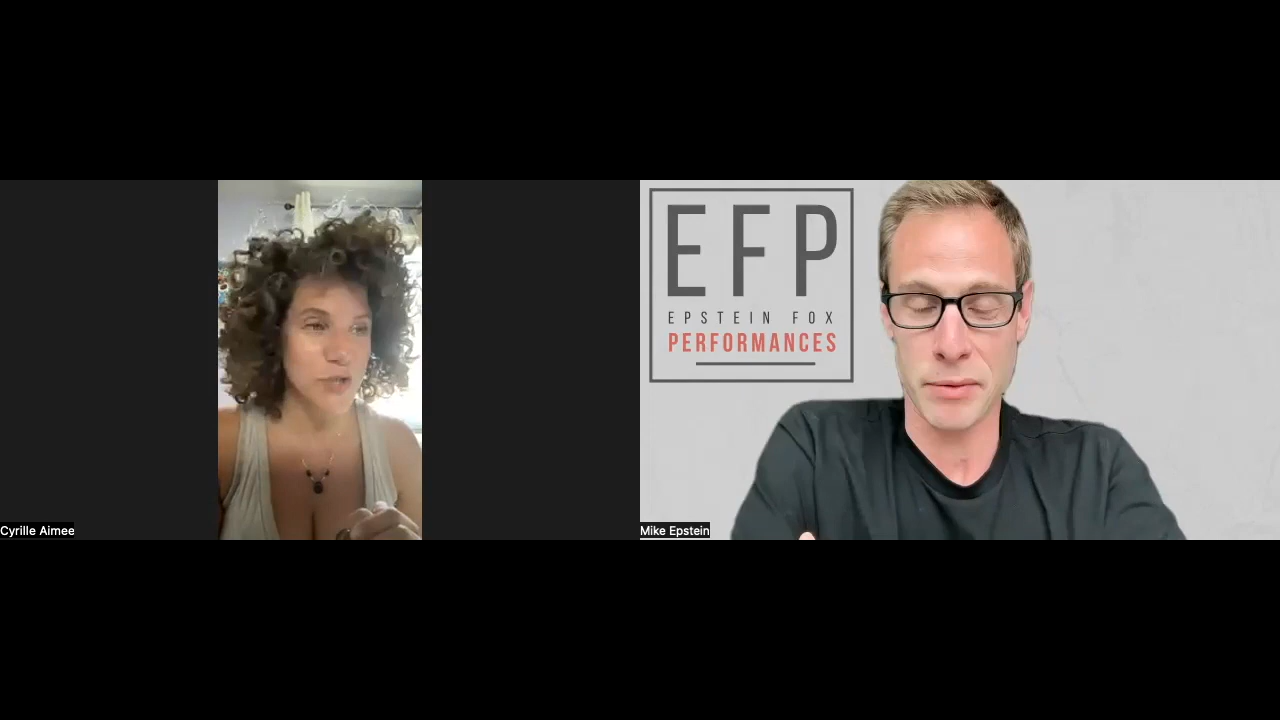 EFP
EPSTEIN FOX
PERFORMANCES
Cyrille Aimee
Mike Epstein